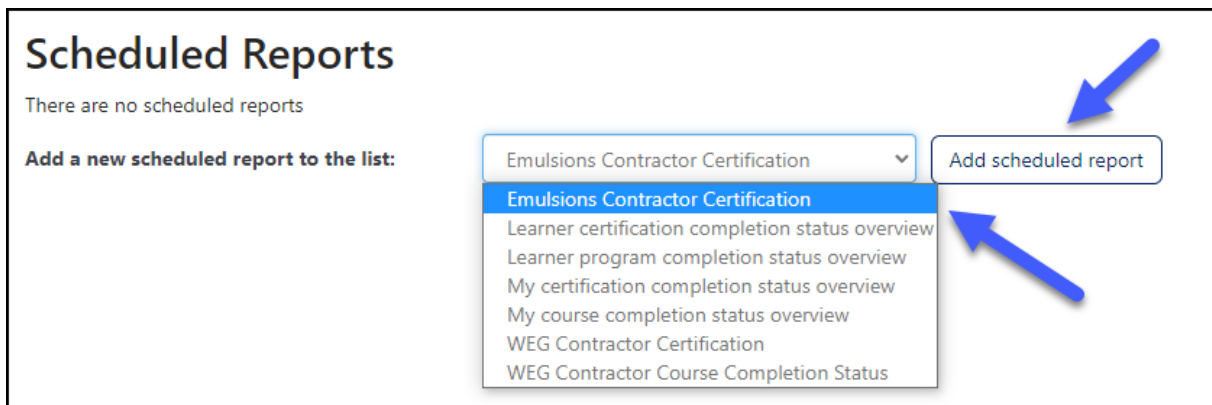 Scheduled Reports
There are no scheduled reports
Add a new scheduled report to the list:
Emulsions Contractor Certification
Add scheduled report
Emulsions Contractor Certification
Learner certification completion status overview
Learner program completion status overview
My certification completion status overview
My course completion status overview
WEG Contractor Certification
WEG Contractor Course Completion Status